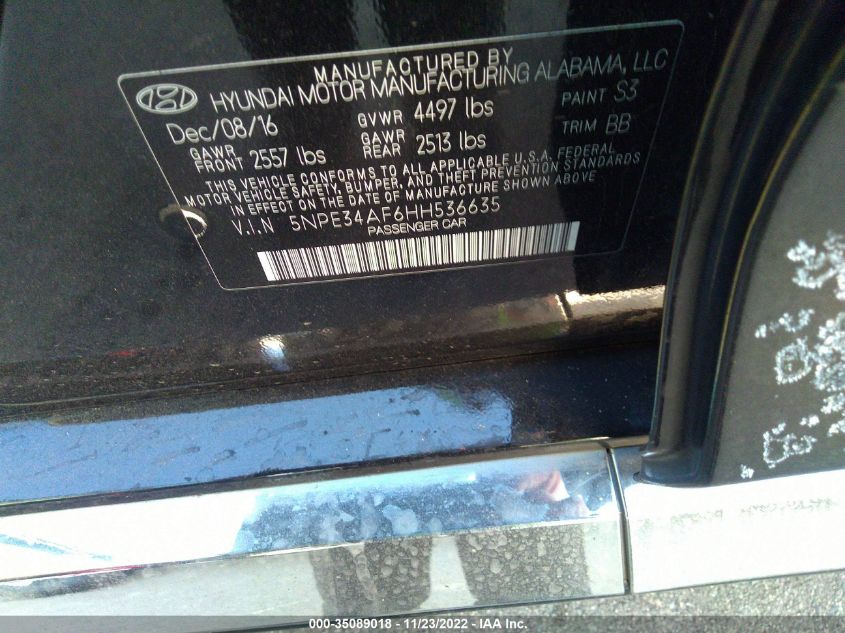 MANUFACTURED BY
HYUNDAI MOTOR MANUFACTURING ALABAMA, LLC
Dec/08/16 GVWR 4497 lbs PAINT S3
GAWR FRONT 2557 lbs GAWR REAR 2513 lbs TRIM BB
THIS VEHICLE CONFORMS TO ALL APPLICABLE U.S.A. FEDERAL
MOTOR VEHICLE SAFETY, BUMPER, AND THEFT PREVENTION STANDARDS
IN EFFECT ON THE DATE OF MANUFACTURE SHOWN ABOVE
V.I.N 5NPE34AF6HH536635
PASSENGER CAR
000-35089018 - 11/23/2022 - IAA Inc.